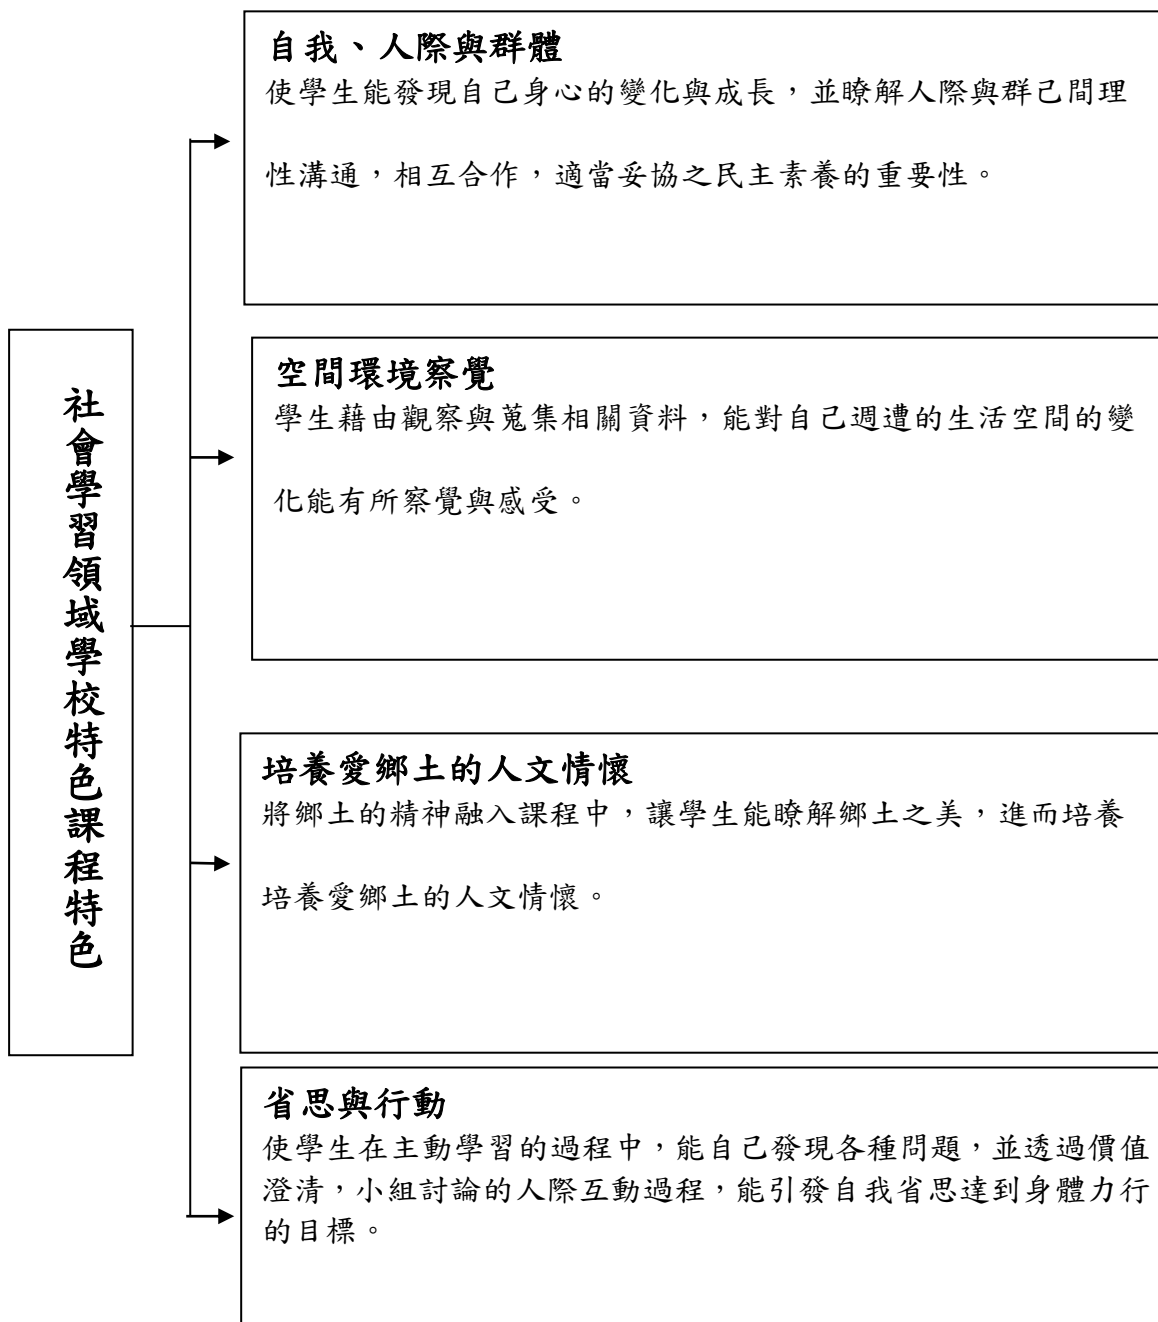 社會學習領域學校特色課程特色
自我、人際與群體
使學生能發現自己身心的變化與成長，並瞭解人際與群己間理
性溝通，相互合作，適當妥協之民主素養的重要性。
空間環境察覺
學生藉由觀察與蒐集相關資料，能對自己週遭的生活空間的變
化能有所察覺與感受。
培養愛鄉土的人文情懷
將鄉土的精神融入課程中，讓學生能瞭解鄉土之美，進而培養
培養愛鄉土的人文情懷。
省思與行動
使學生在主動學習的過程中，能自己發現各種問題，並透過價值
澄清，小組討論的人際互動過程，能引發自我省思達到身體力行
的目標。